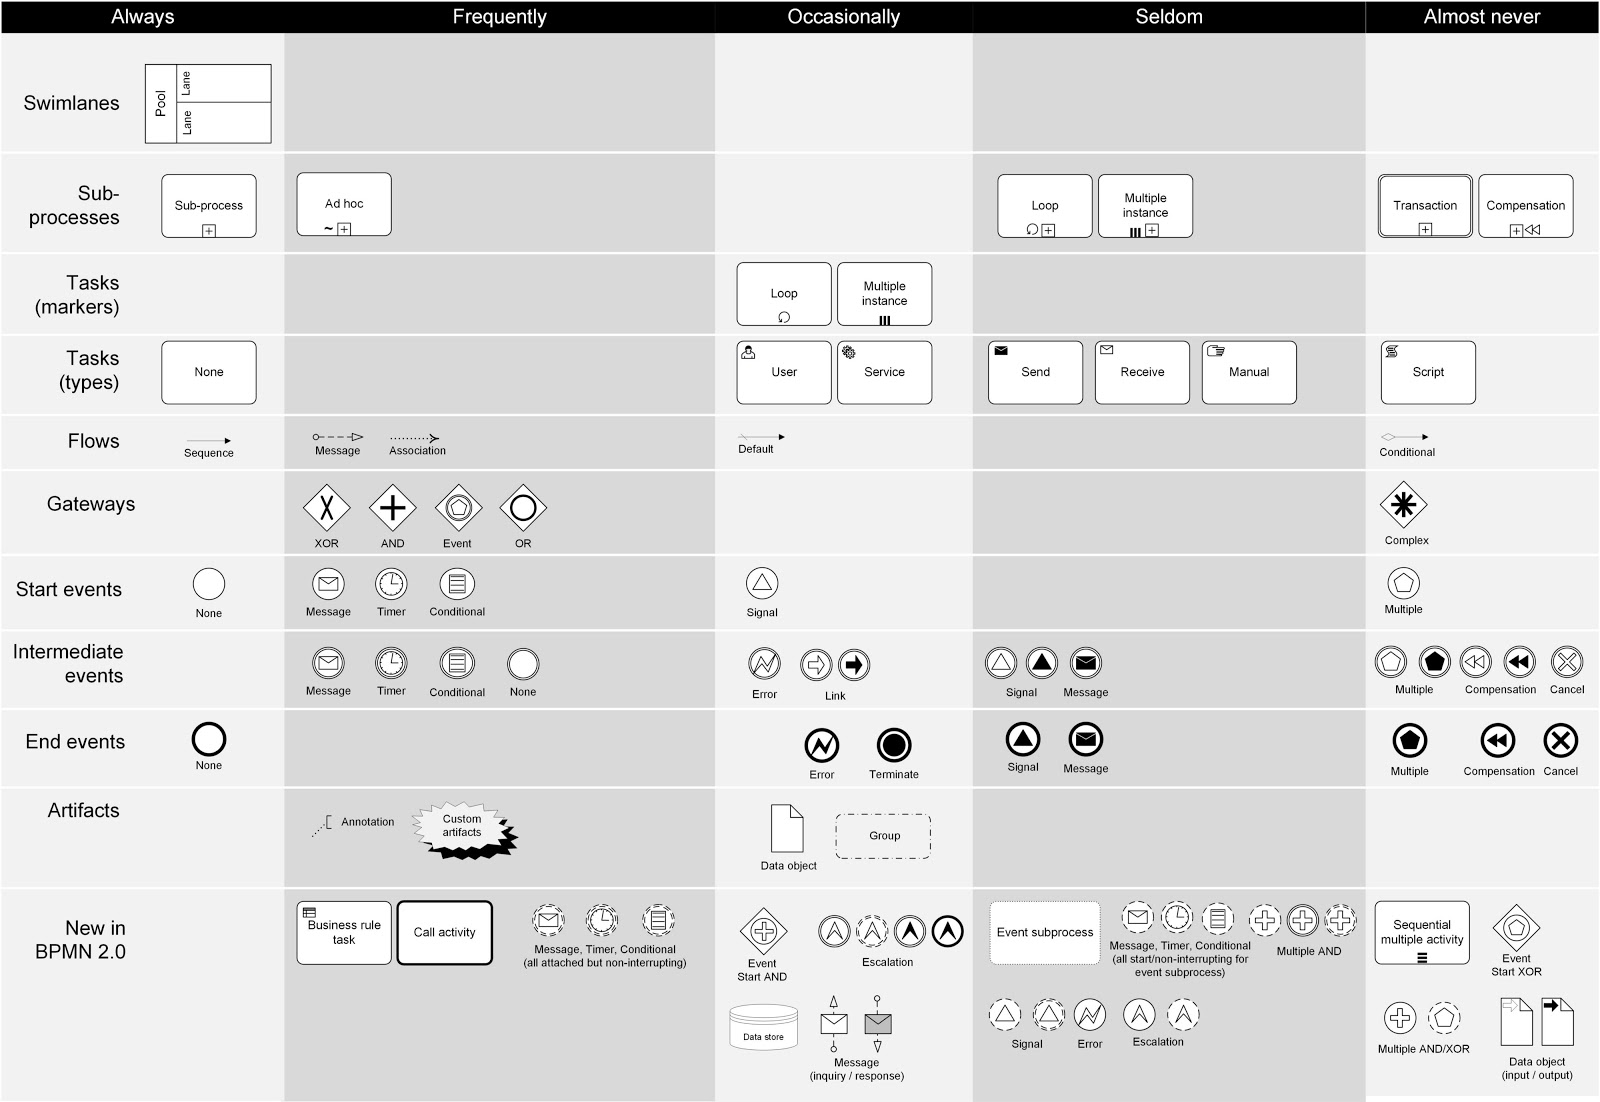 Always Frequently Occasionally Seldom Almost never
Swimlanes
Pool
Lane
Lane
Sub-
processes
Sub-process
Ad hoc
Loop
Multiple
instance
Transaction
Compensation
Tasks
(markers)
Loop
Multiple
instance
Tasks
(types)
None
User
Service
Send
Receive
Manual
Script
Flows
Sequence
Message
Association
Default
Conditional
Gateways
XOR
AND
Event
OR
Complex
Start events
None
Message
Timer
Conditional
Signal
Multiple
Intermediate
events
Message
Timer
Conditional
None
Error
Link
Signal
Message
Multiple
Compensation
Cancel
End events
None
Error
Terminate
Signal
Message
Multiple
Compensation
Cancel
Artifacts
Annotation
Custom
artifacts
Data object
Group
New in
BPMN 2.0
Business rule
task
Call activity
Message, Timer, Conditional
(all attached but non-interrupting)
Event
Start AND
Escalation
Data store
Message
(inquiry / response)
Event subprocess
Message, Timer, Conditional
(all start/non-interrupting for
event subprocess)
Multiple AND
Signal
Error
Escalation
Sequential
multiple activity
Event
Start XOR
Multiple AND/XOR
Data object
(input / output)